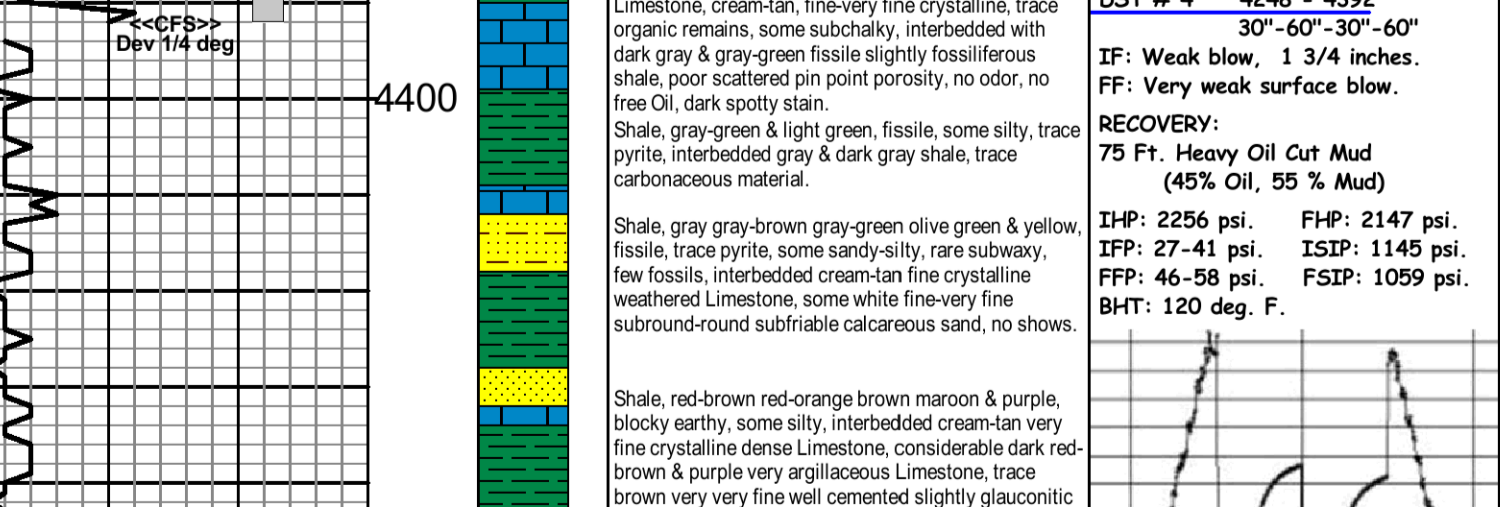 <<CFS>>
Dev 1/4 deg
4400
Limestone, cream-tan, fine-very fine crystalline, trace
organic remains, some subchalky, interbedded with
dark gray & gray-green fissile slightly fossiliferous
shale, poor scattered pin point porosity, no odor, no
free Oil, dark spotty stain.
Shale, gray-green & light green, fissile, some silty, trace
pyrite, interbedded gray & dark gray shale, trace
carbonaceous material.
Shale, gray gray-brown gray-green olive green & yellow,
fissile, trace pyrite, some sandy-silty, rare subwaxy,
few fossils, interbedded cream-tan fine crystalline
weathered Limestone, some white fine-very fine
subround-round subfriable calcareous sand, no shows.
Shale, red-brown red-orange brown maroon & purple,
blocky earthy, some silty, interbedded cream-tan very
fine crystalline dense Limestone, considerable dark red-
brown & purple very argillaceous Limestone, trace
brown very very fine well cemented slightly glauconitic
DST # 4 4248 - 4392
30"-60"-30"-60"
IF: Weak blow, 1 3/4 inches.
FF: Very weak surface blow.
RECOVERY:
75 Ft. Heavy Oil Cut Mud
(45% Oil, 55 % Mud)
IHP: 2256 psi. FHP: 2147 psi.
IFP: 27-41 psi. ISIP: 1145 psi.
FFP: 46-58 psi. FSIP: 1059 psi.
BHT: 120 deg. F.